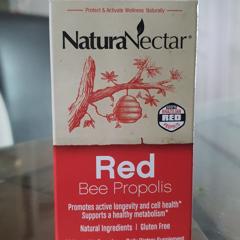 Protect & Activate Wellness Naturally
NaturaNectar®
RED
Red
Bee Propolis
Promotes active longevity and cell health*
Supports a healthy metabolism*
Natural Ingredients | Gluten Free